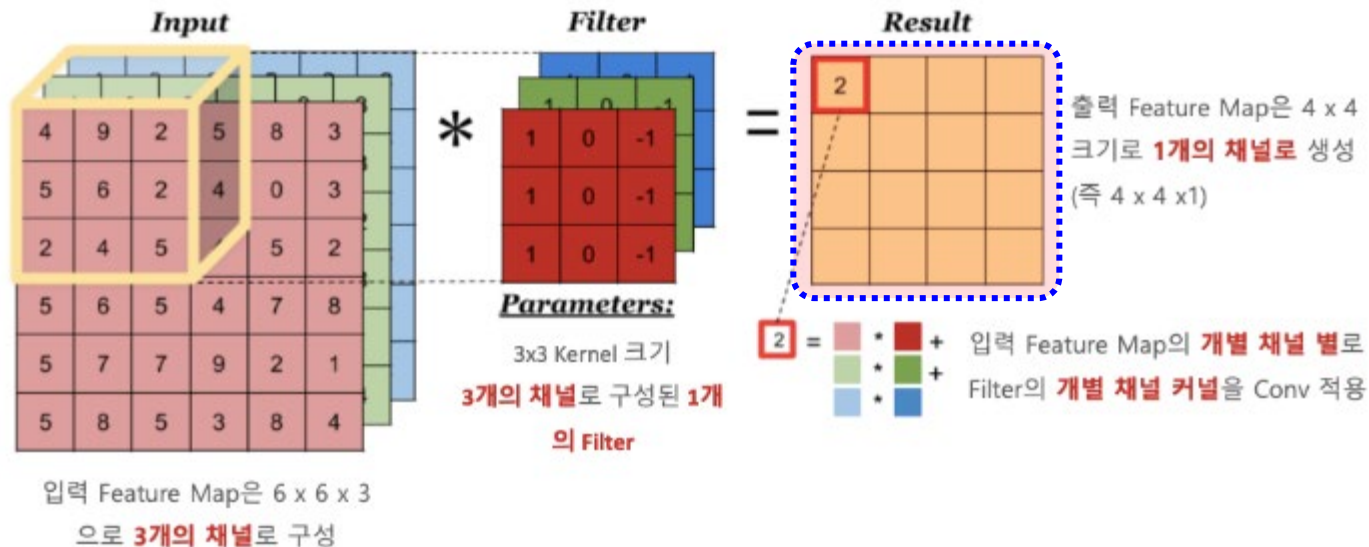 Input
Filter
Result
4 9 2 5 8 3
5 6 2 4 0 3
2 4 5 5 2
5 6 5 4 7 8
5 7 7 9 2 1
5 8 5 3 8 4
*
1 0 -1
1 0 -1
1 0 -1
1 0 -1
=
2
출력 Feature Map은 4 x 4
크기로 1개의 채널로 생성
(즉 4 x 4 x1)
Parameters:
3x3 Kernel 크기
3개의 채널로 구성된 1개
의 Filter
2 = * +
* +
*
입력 Feature Map의 개별 채널 별로
Filter의 개별 채널 커널을 Conv 적용
입력 Feature Map은 6 x 6 x 3
으로 3개의 채널로 구성